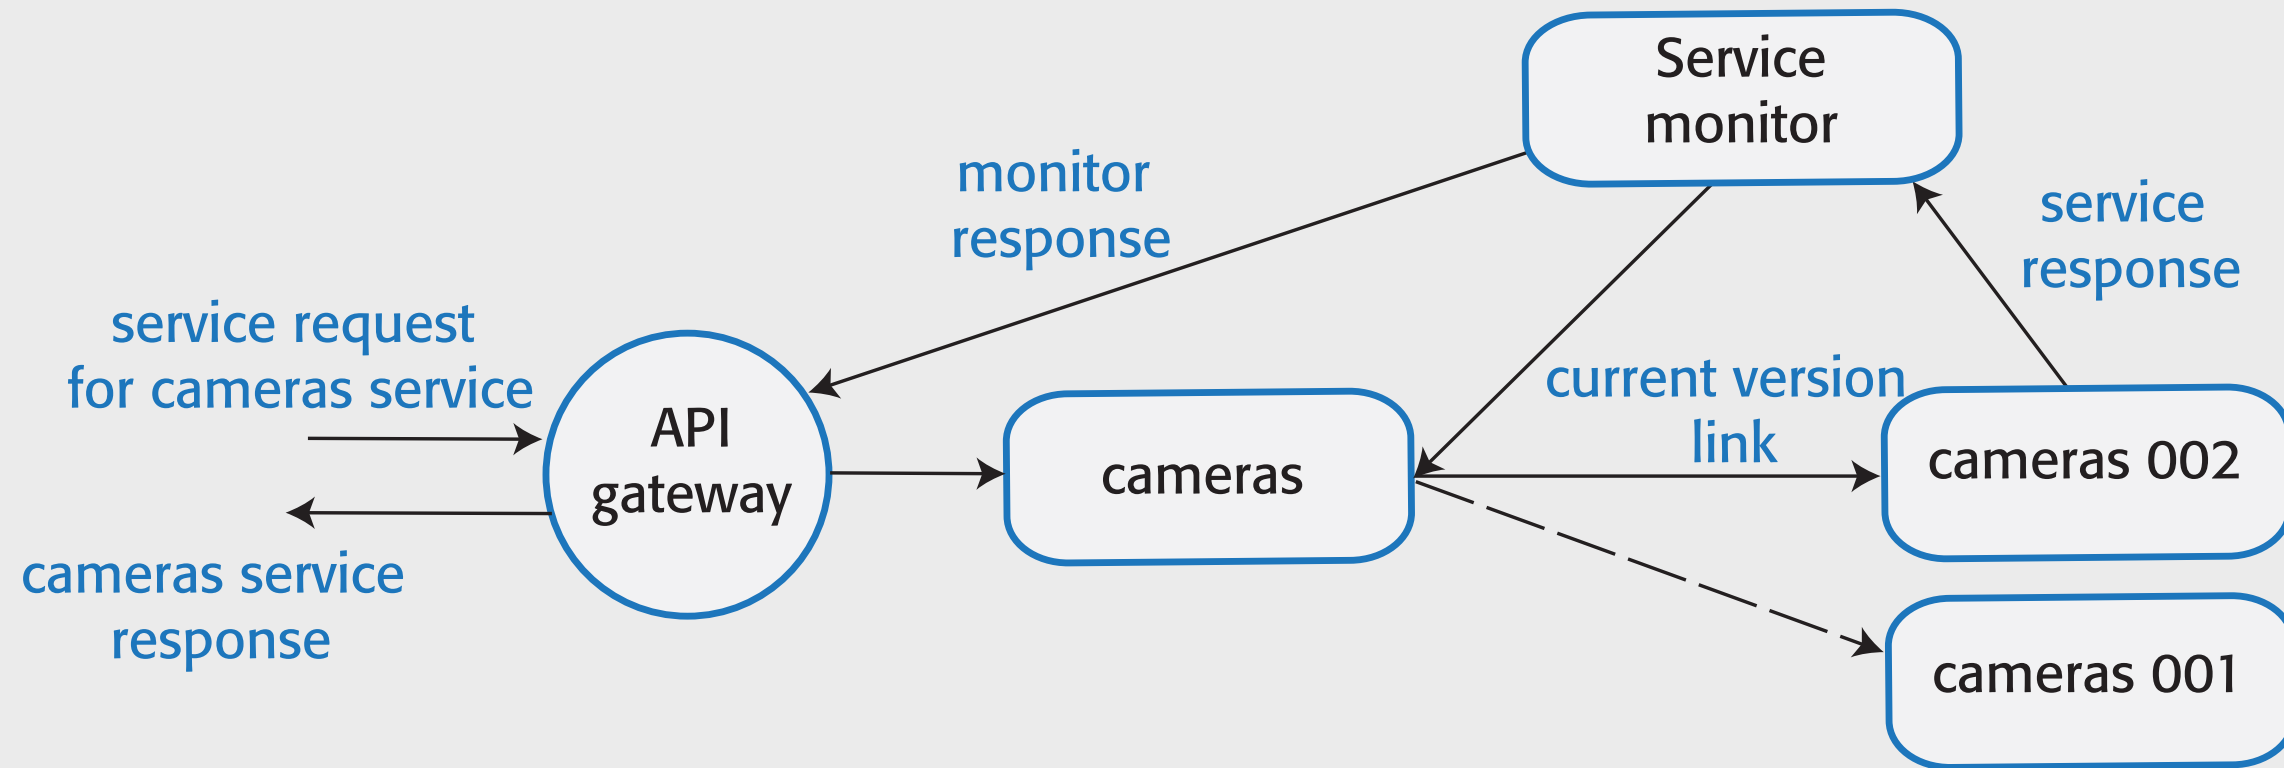 Service
monitor
monitor
response
service
response
service request
for cameras service
API
gateway
cameras
current version
link
cameras 002
cameras service
response
cameras 001